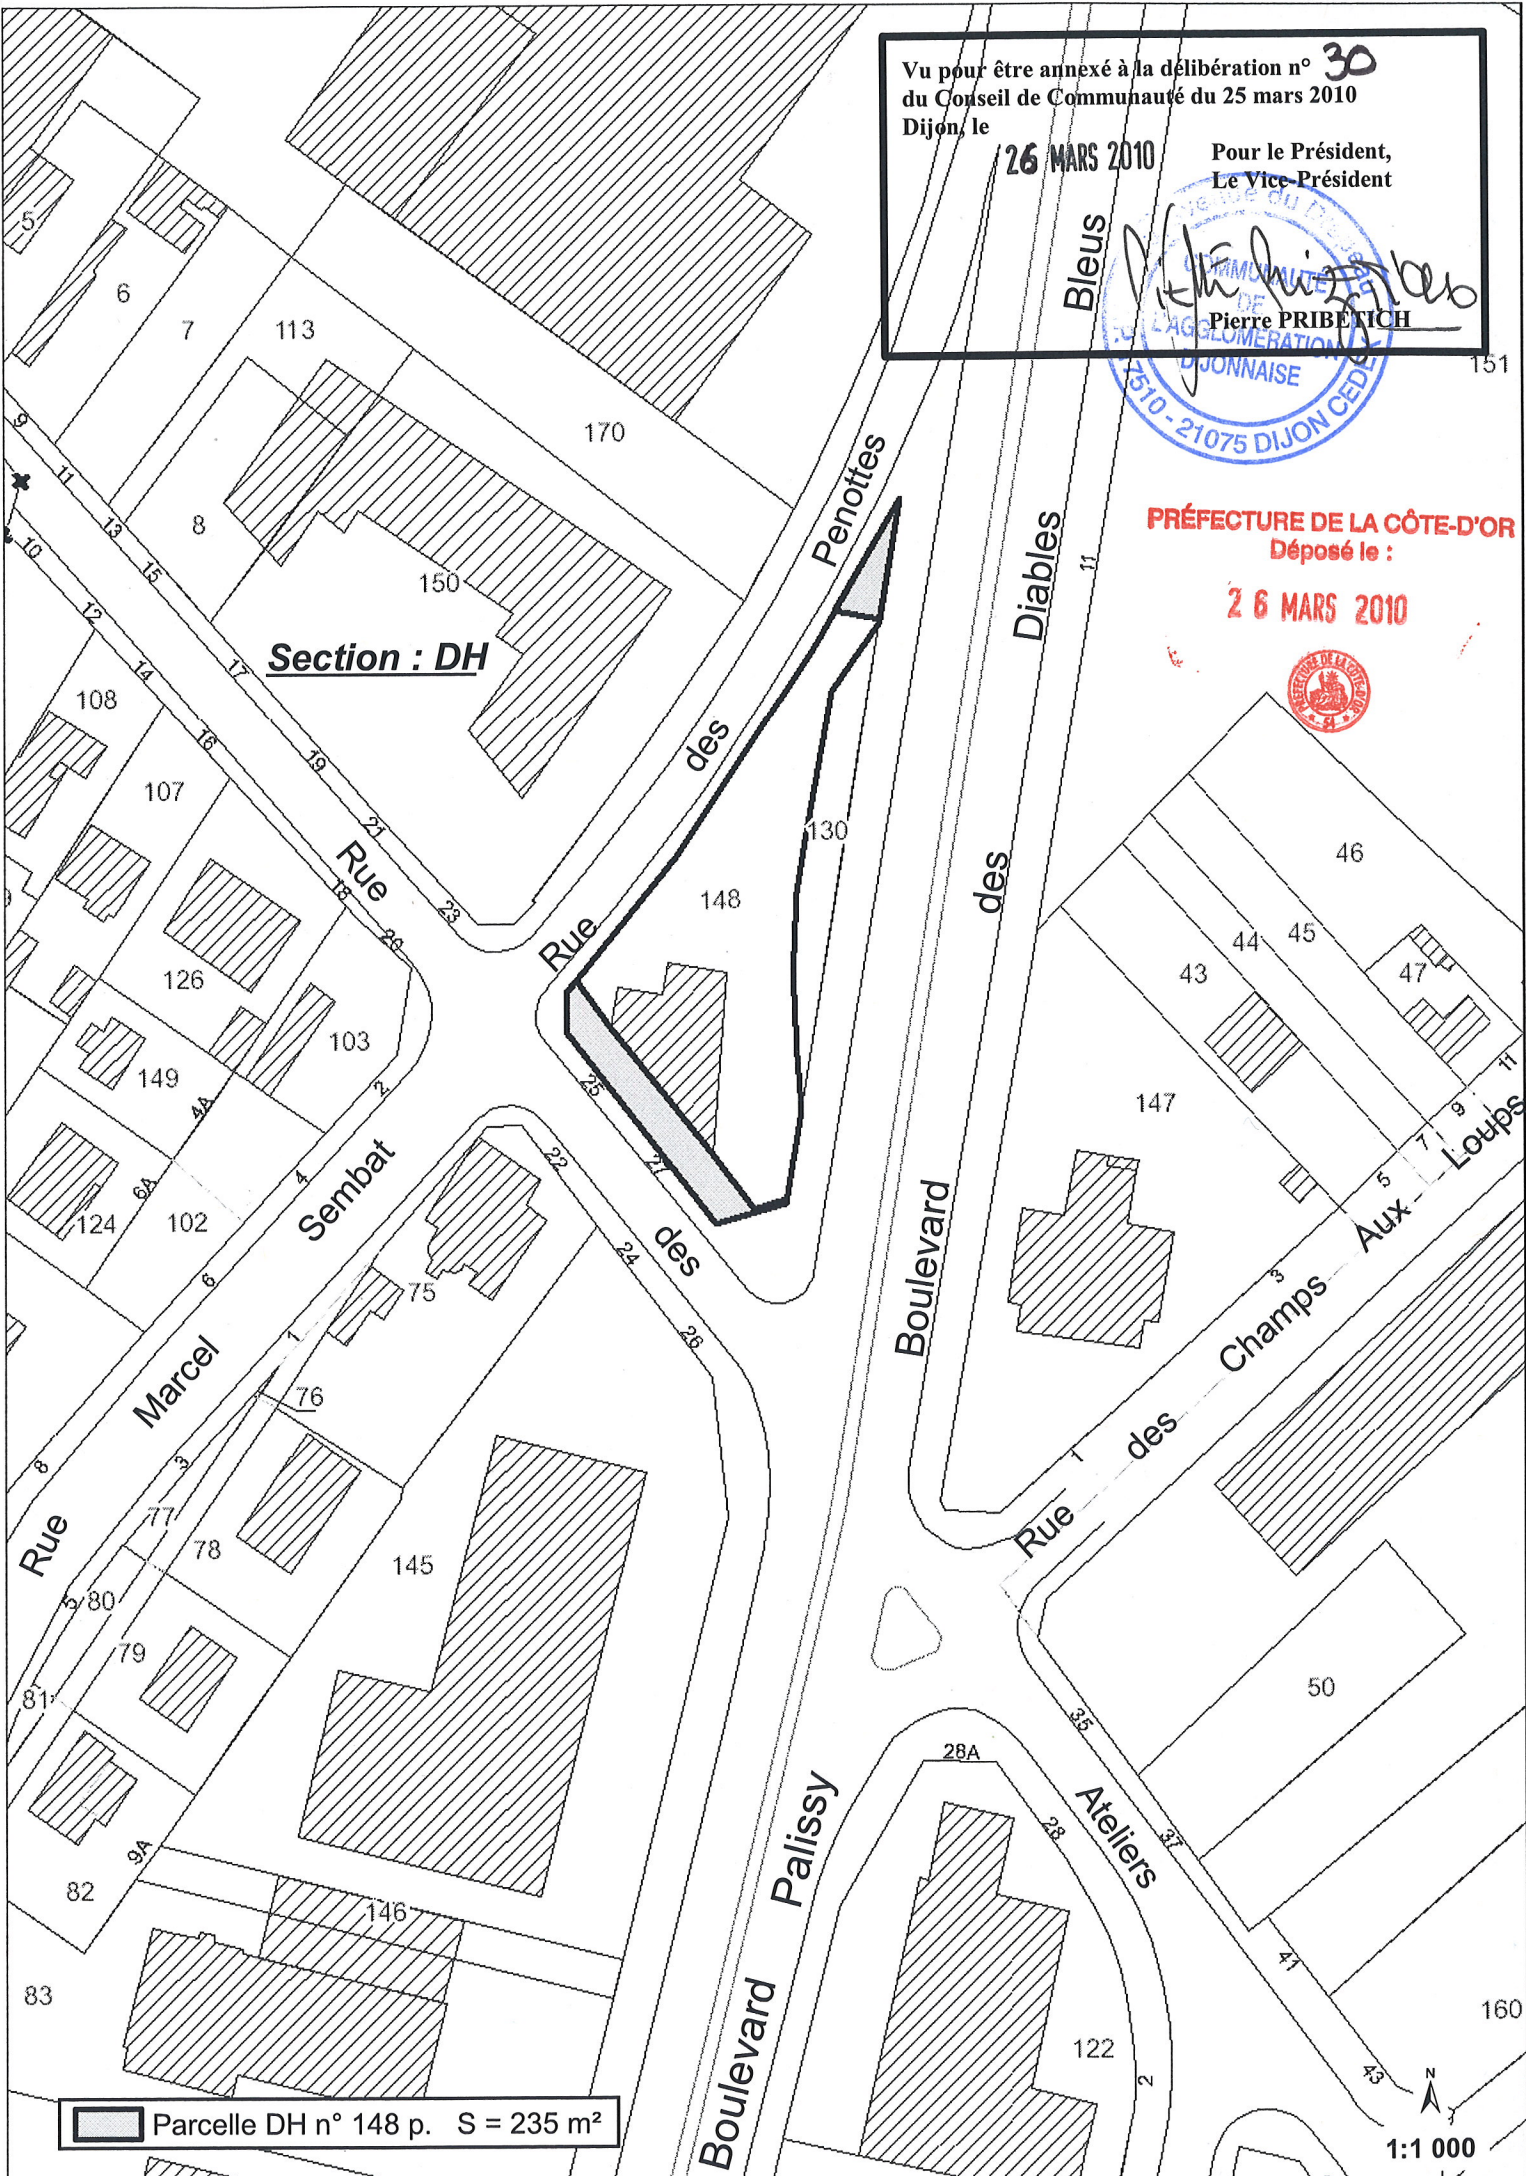 Vu pour être annexé à la délibération n° 30
du Conseil de Communauté du 25 mars 2010
Dijon, le
26 MARS 2010
Pour le Président,
Le Vice-Président
Pierre PRIBETICH
COMMUNAUTÉ
DE
L'AGGLOMÉRATION
DIJONNAISE
21075 DIJON CEDEX
PRÉFECTURE DE LA CÔTE-D'OR
Déposé le :
26 MARS 2010
PRÉFECTURE DE LA CÔTE-D'OR
151
5
6
7
113
170
9
11
13
15
17
19
21
23
8
150
Section : DH
10
12
14
16
18
20
108
107
126
103
149
4A
6A
124
102
2
4
6
8
Rue
des
Penottes
Bleus
Diables
des
Boulevard
11
130
148
25
27
46
45
44
43
47
147
11
9
7
5
3
1
Rue
des
Champs
Aux
Loups
Rue
Marcel
Sembat
Rue
des
Ateliers
22
24
26
75
76
1
3
5
77
78
80
79
81
145
9A
82
146
83
Boulevard
Palissy
28A
28
35
37
41
43
50
160
122
2
N
1:1 000
Parcelle DH n° 148 p. S = 235 m²